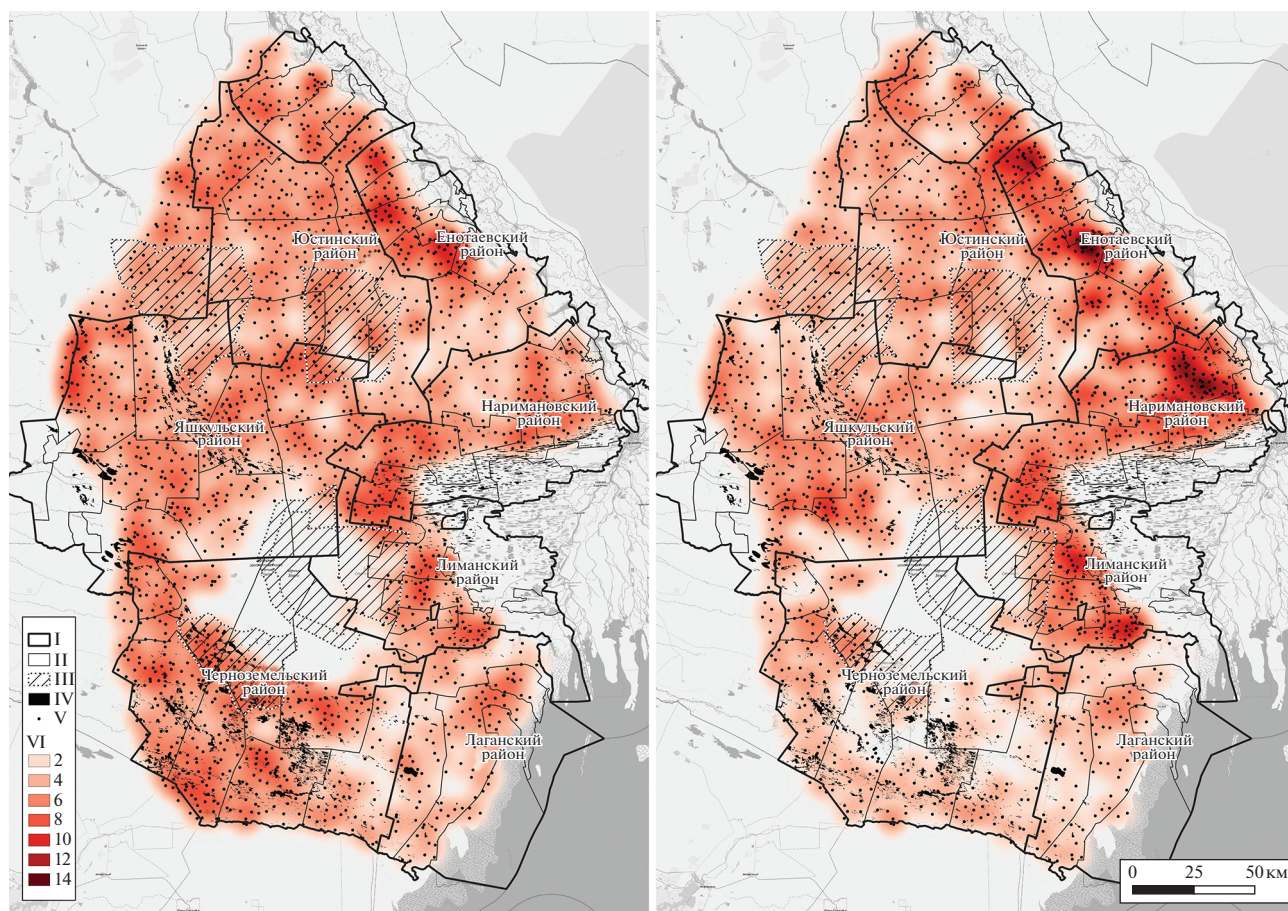 Юстинский
район
Енотаевский
район
Наримановский
район
Яшкульский
район
Лиманский
район
Черноземельский
район
Лаганский
район
I
II
III
IV
V
VI
2
4
6
8
10
12
14
Юстинский
район
Енотаевский
район
Наримановский
район
Яшкульский
район
Лиманский
район
Черноземельский
район
Лаганский
район
0 25 50 км